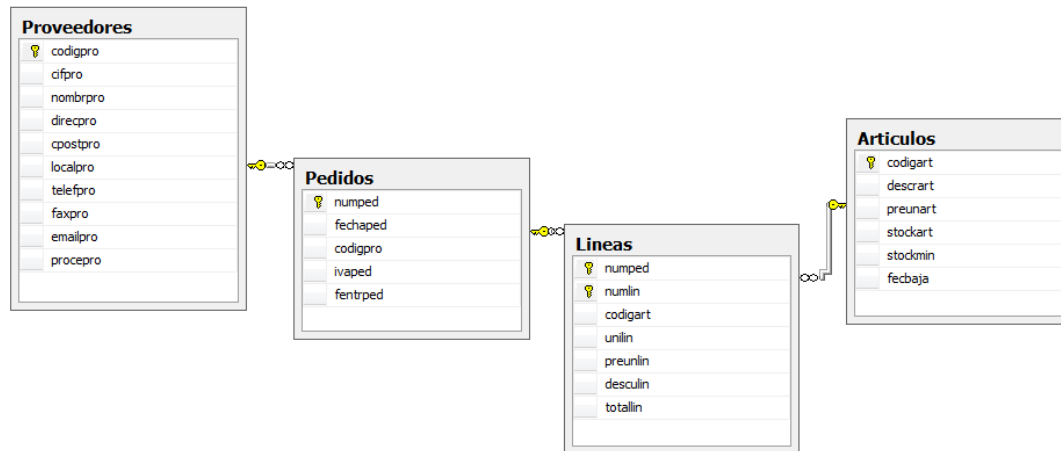 Proveedores
codigpro
cifpro
nombrpro
direcpro
cpostpro
localpro
telefpro
faxpro
emailpro
procepro
Pedidos
numped
fechaped
codigpro
ivaped
fentrped
Lineas
numped
numlin
codigart
unilin
preunlin
desculin
totallin
Articulos
codigart
descrart
preunart
stockart
stockmin
fecbaja